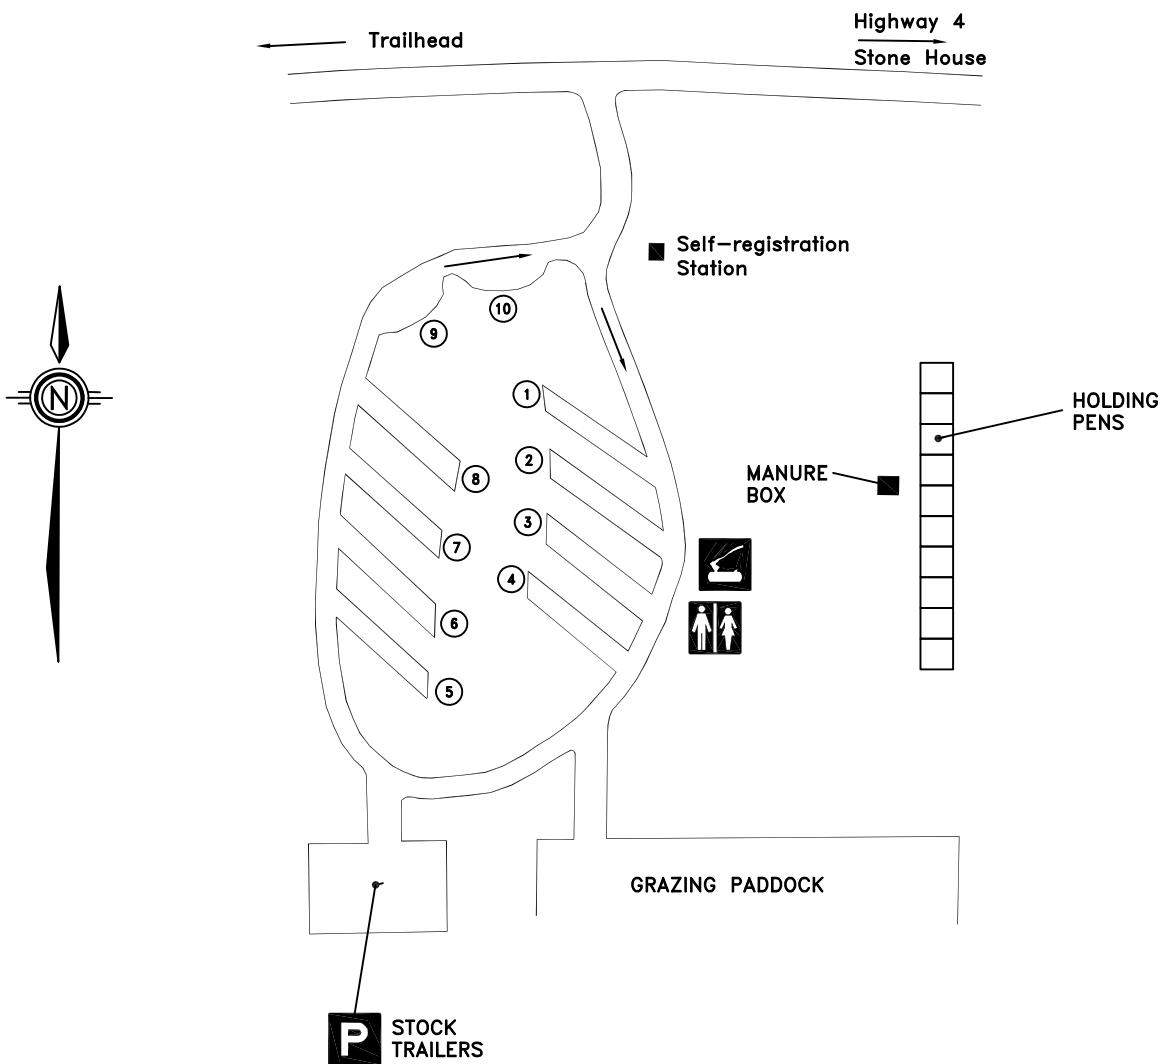 Highway 4
Trailhead
Stone House
Self-registration
Station
10
9
1
HOLDING
PENS
N
2
MANURE
BOX
8
3
7
4
6
5
GRAZING PADDOCK
P
STOCK
TRAILERS